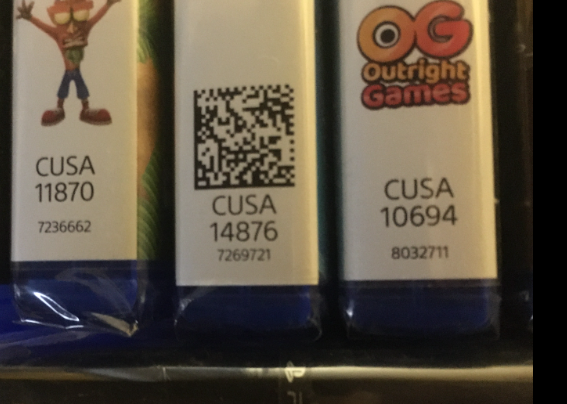 CUSA
11870
7236662
CUSA
14876
7269721
OG
Outright
Games
CUSA
10694
8032711